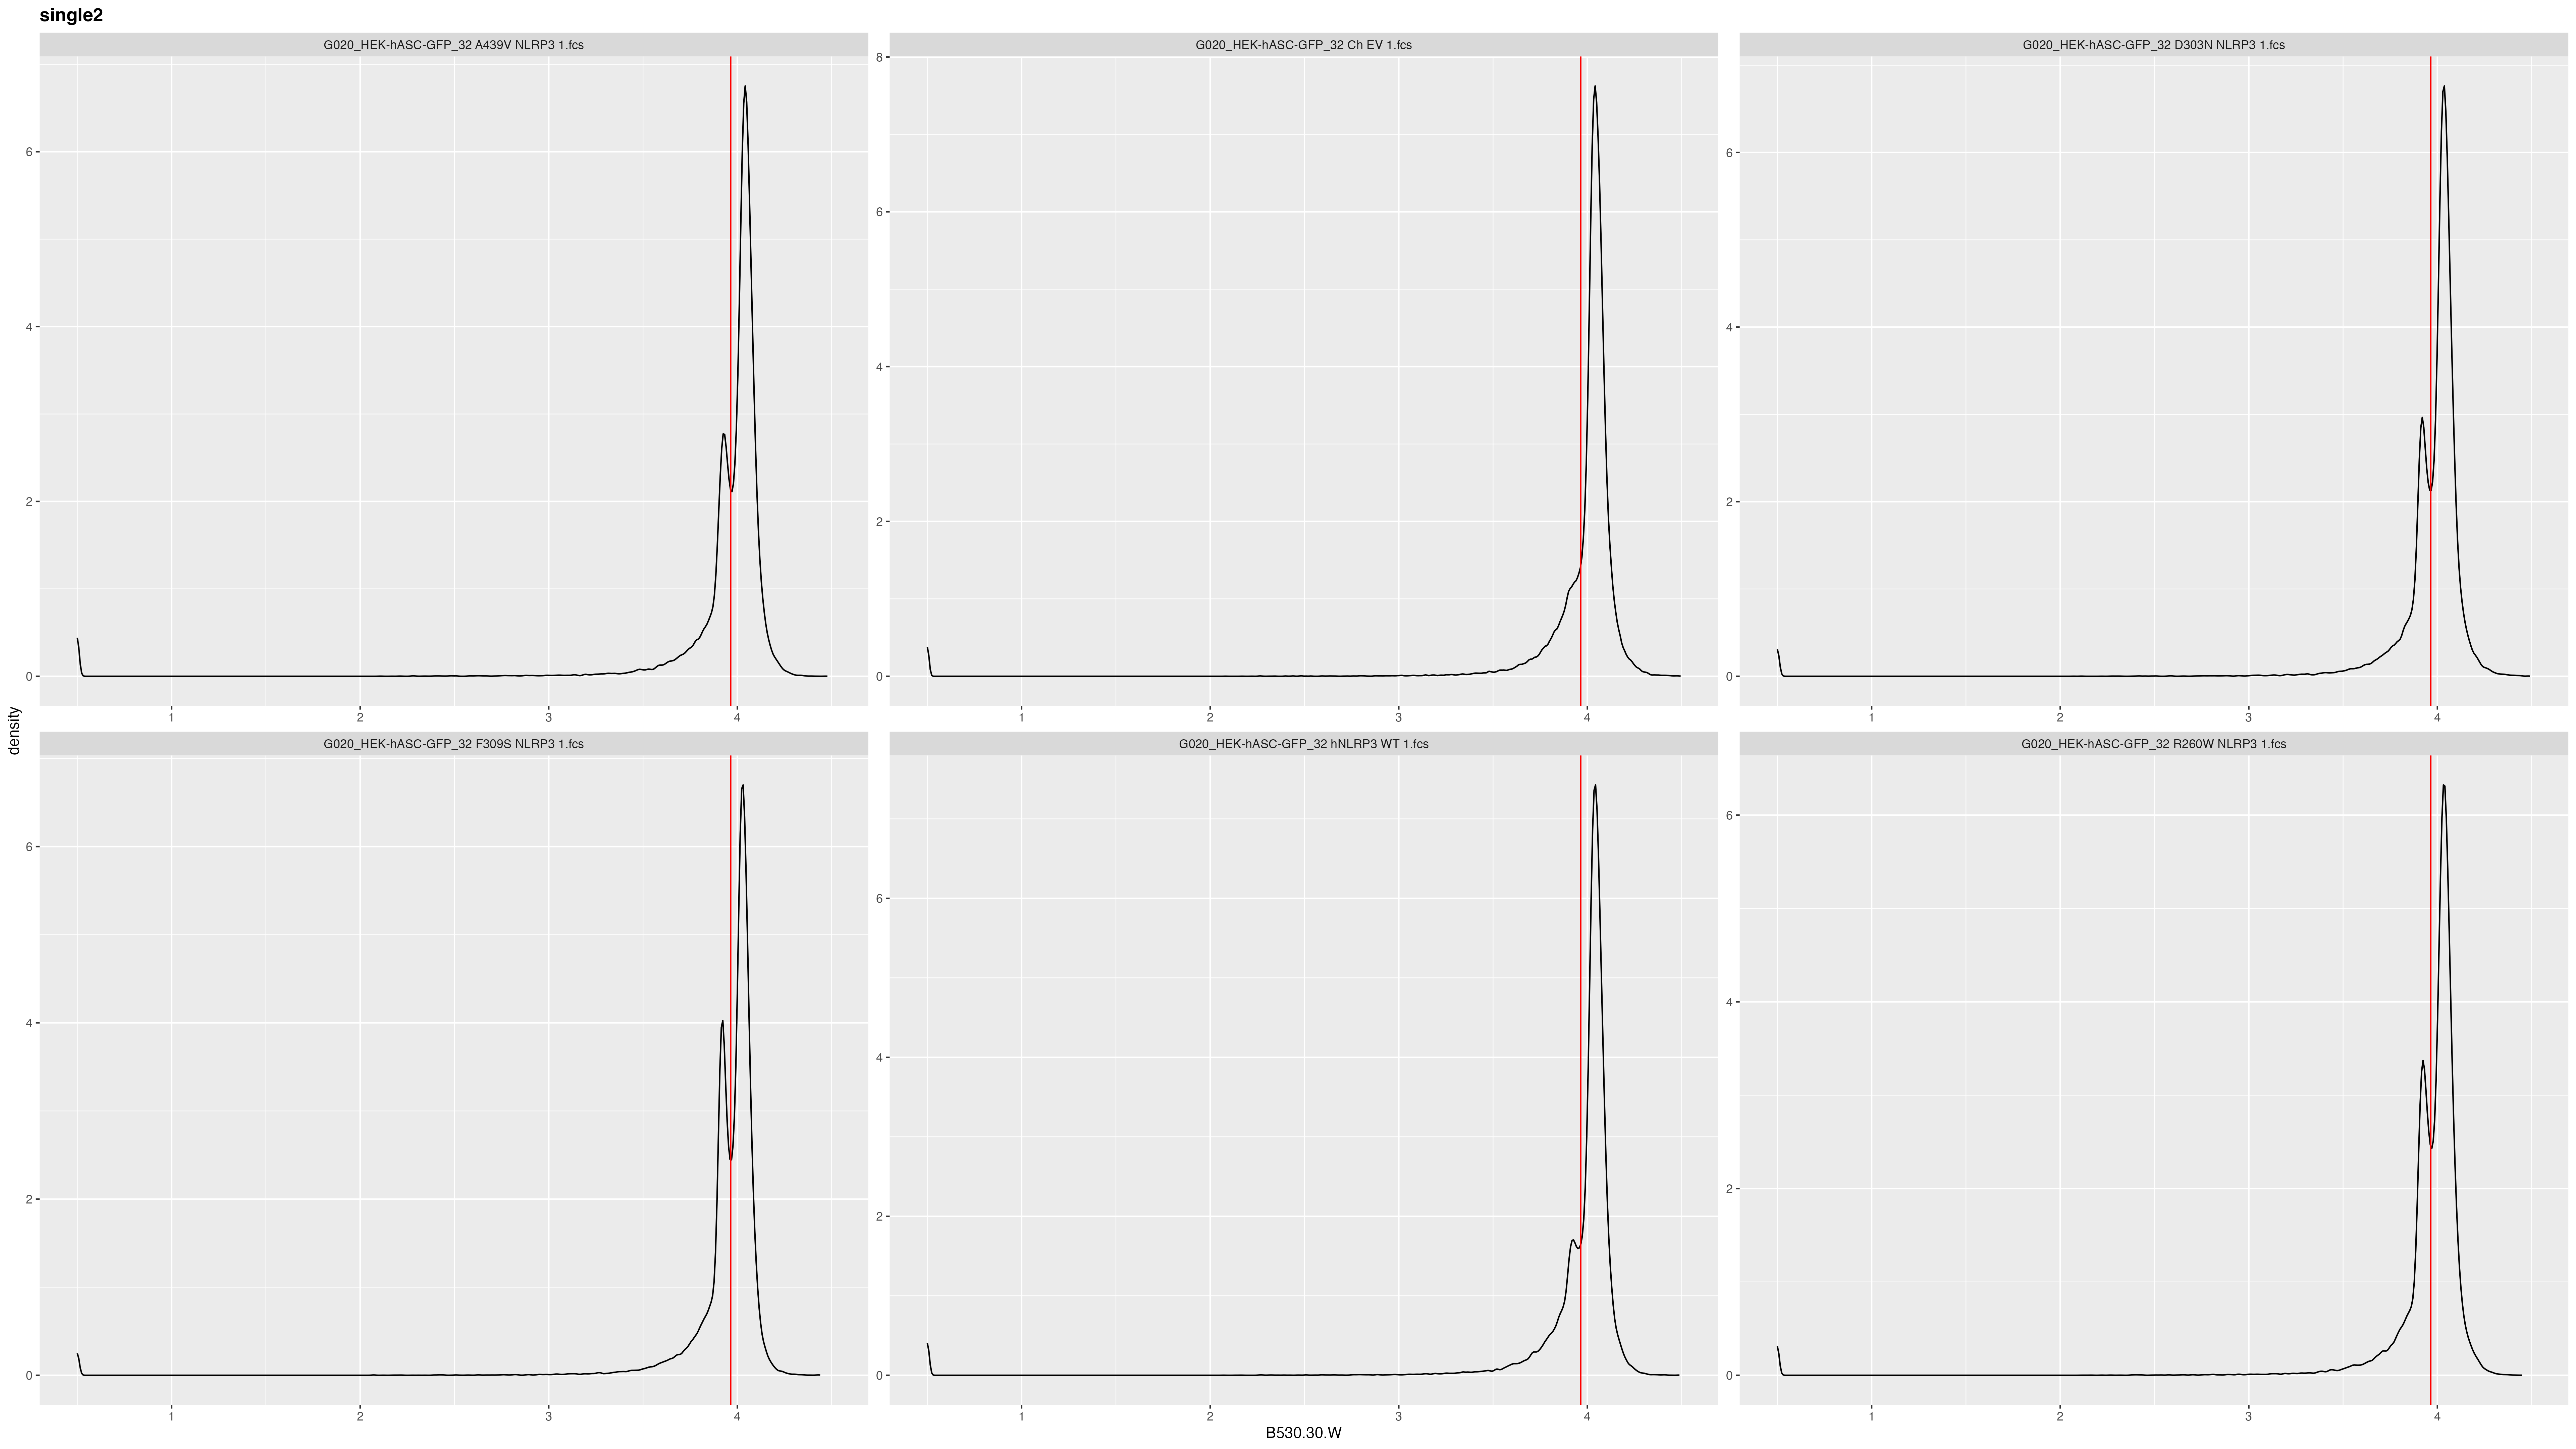 single2
G020_HEK-hASC-GFP_32 A439V NLRP3 1.fcs
G020_HEK-hASC-GFP_32 Ch EV 1.fcs
G020_HEK-hASC-GFP_32 D303N NLRP3 1.fcs
6
4
2
0
1 2 3 4
8
6
4
2
0
1 2 3 4
6
4
2
0
1 2 3 4
density
G020_HEK-hASC-GFP_32 F309S NLRP3 1.fcs
G020_HEK-hASC-GFP_32 hNLRP3 WT 1.fcs
G020_HEK-hASC-GFP_32 R260W NLRP3 1.fcs
6
4
2
0
1 2 3 4
6
4
2
0
1 2 3 4
6
4
2
0
1 2 3 4
B530.30.W